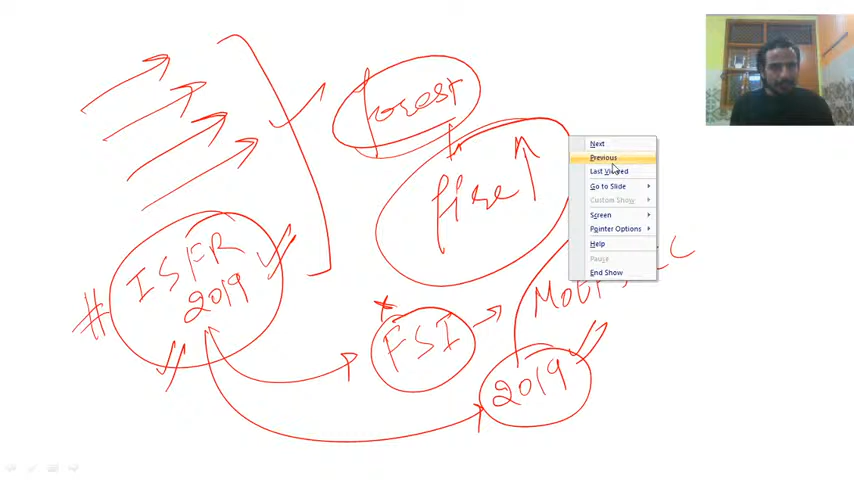 forest
fire
ISFR
2019
#
FSI
2019
Next
Previous
Last Viewed
Go to Slide
Custom Show
Screen
Pointer Options
Help
Pause
End Show